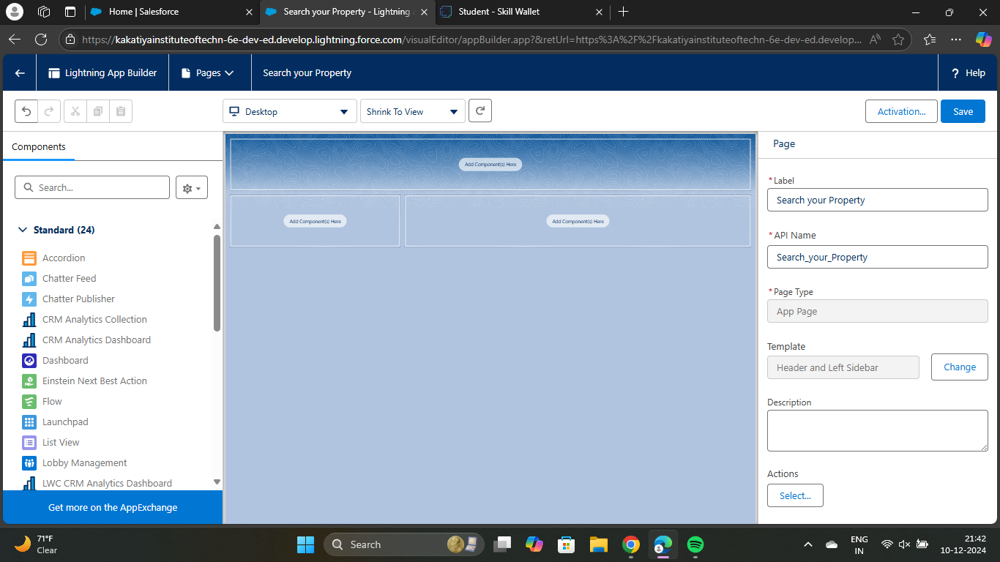 Home | Salesforce
Search your Property - Lightning
Student - Skill Wallet
https://kakatiyainstituteoftechn-6e-dev-ed.develop.lightning.force.com/visualEditor/appBuilder.app?&retUrl=https%3A%2F%2Fkakatiyainstituteoftechn-6e-dev-ed.develop...
Lightning App Builder
Pages
Search your Property
? Help
Desktop
Shrink To View
Activation...
Save
Components
Search...
Standard (24)
Accordion
Chatter Feed
Chatter Publisher
CRM Analytics Collection
CRM Analytics Dashboard
Dashboard
Einstein Next Best Action
Flow
Launchpad
List View
Lobby Management
LWC CRM Analytics Dashboard
Get more on the AppExchange
Add Component(s) Here
Add Component(s) Here
Add Component(s) Here
Page
*Label
Search your Property
*API Name
Search_your_Property
*Page Type
App Page
Template
Header and Left Sidebar
Change
Description
Actions
Select...
71°F
Clear
Search
ENG
IN
21:42
10-12-2024